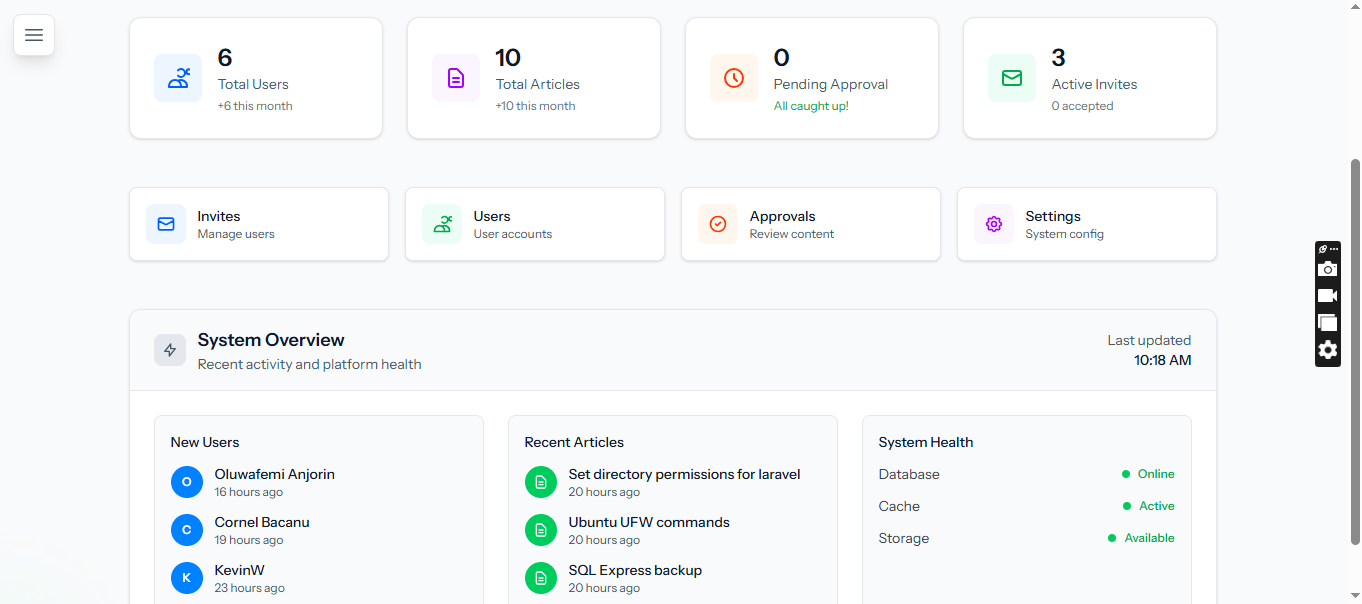 6
Total Users
+6 this month
10
Total Articles
+10 this month
0
Pending Approval
All caught up!
3
Active Invites
0 accepted
Invites
Manage users
Users
User accounts
Approvals
Review content
Settings
System config
System Overview
Recent activity and platform health
Last updated
10:18 AM
New Users
O
Oluwafemi Anjorin
16 hours ago
C
Cornel Bacanu
19 hours ago
K
KevinW
23 hours ago
Recent Articles
Set directory permissions for laravel
20 hours ago
Ubuntu UFW commands
20 hours ago
SQL Express backup
20 hours ago
System Health
Database
Online
Cache
Active
Storage
Available